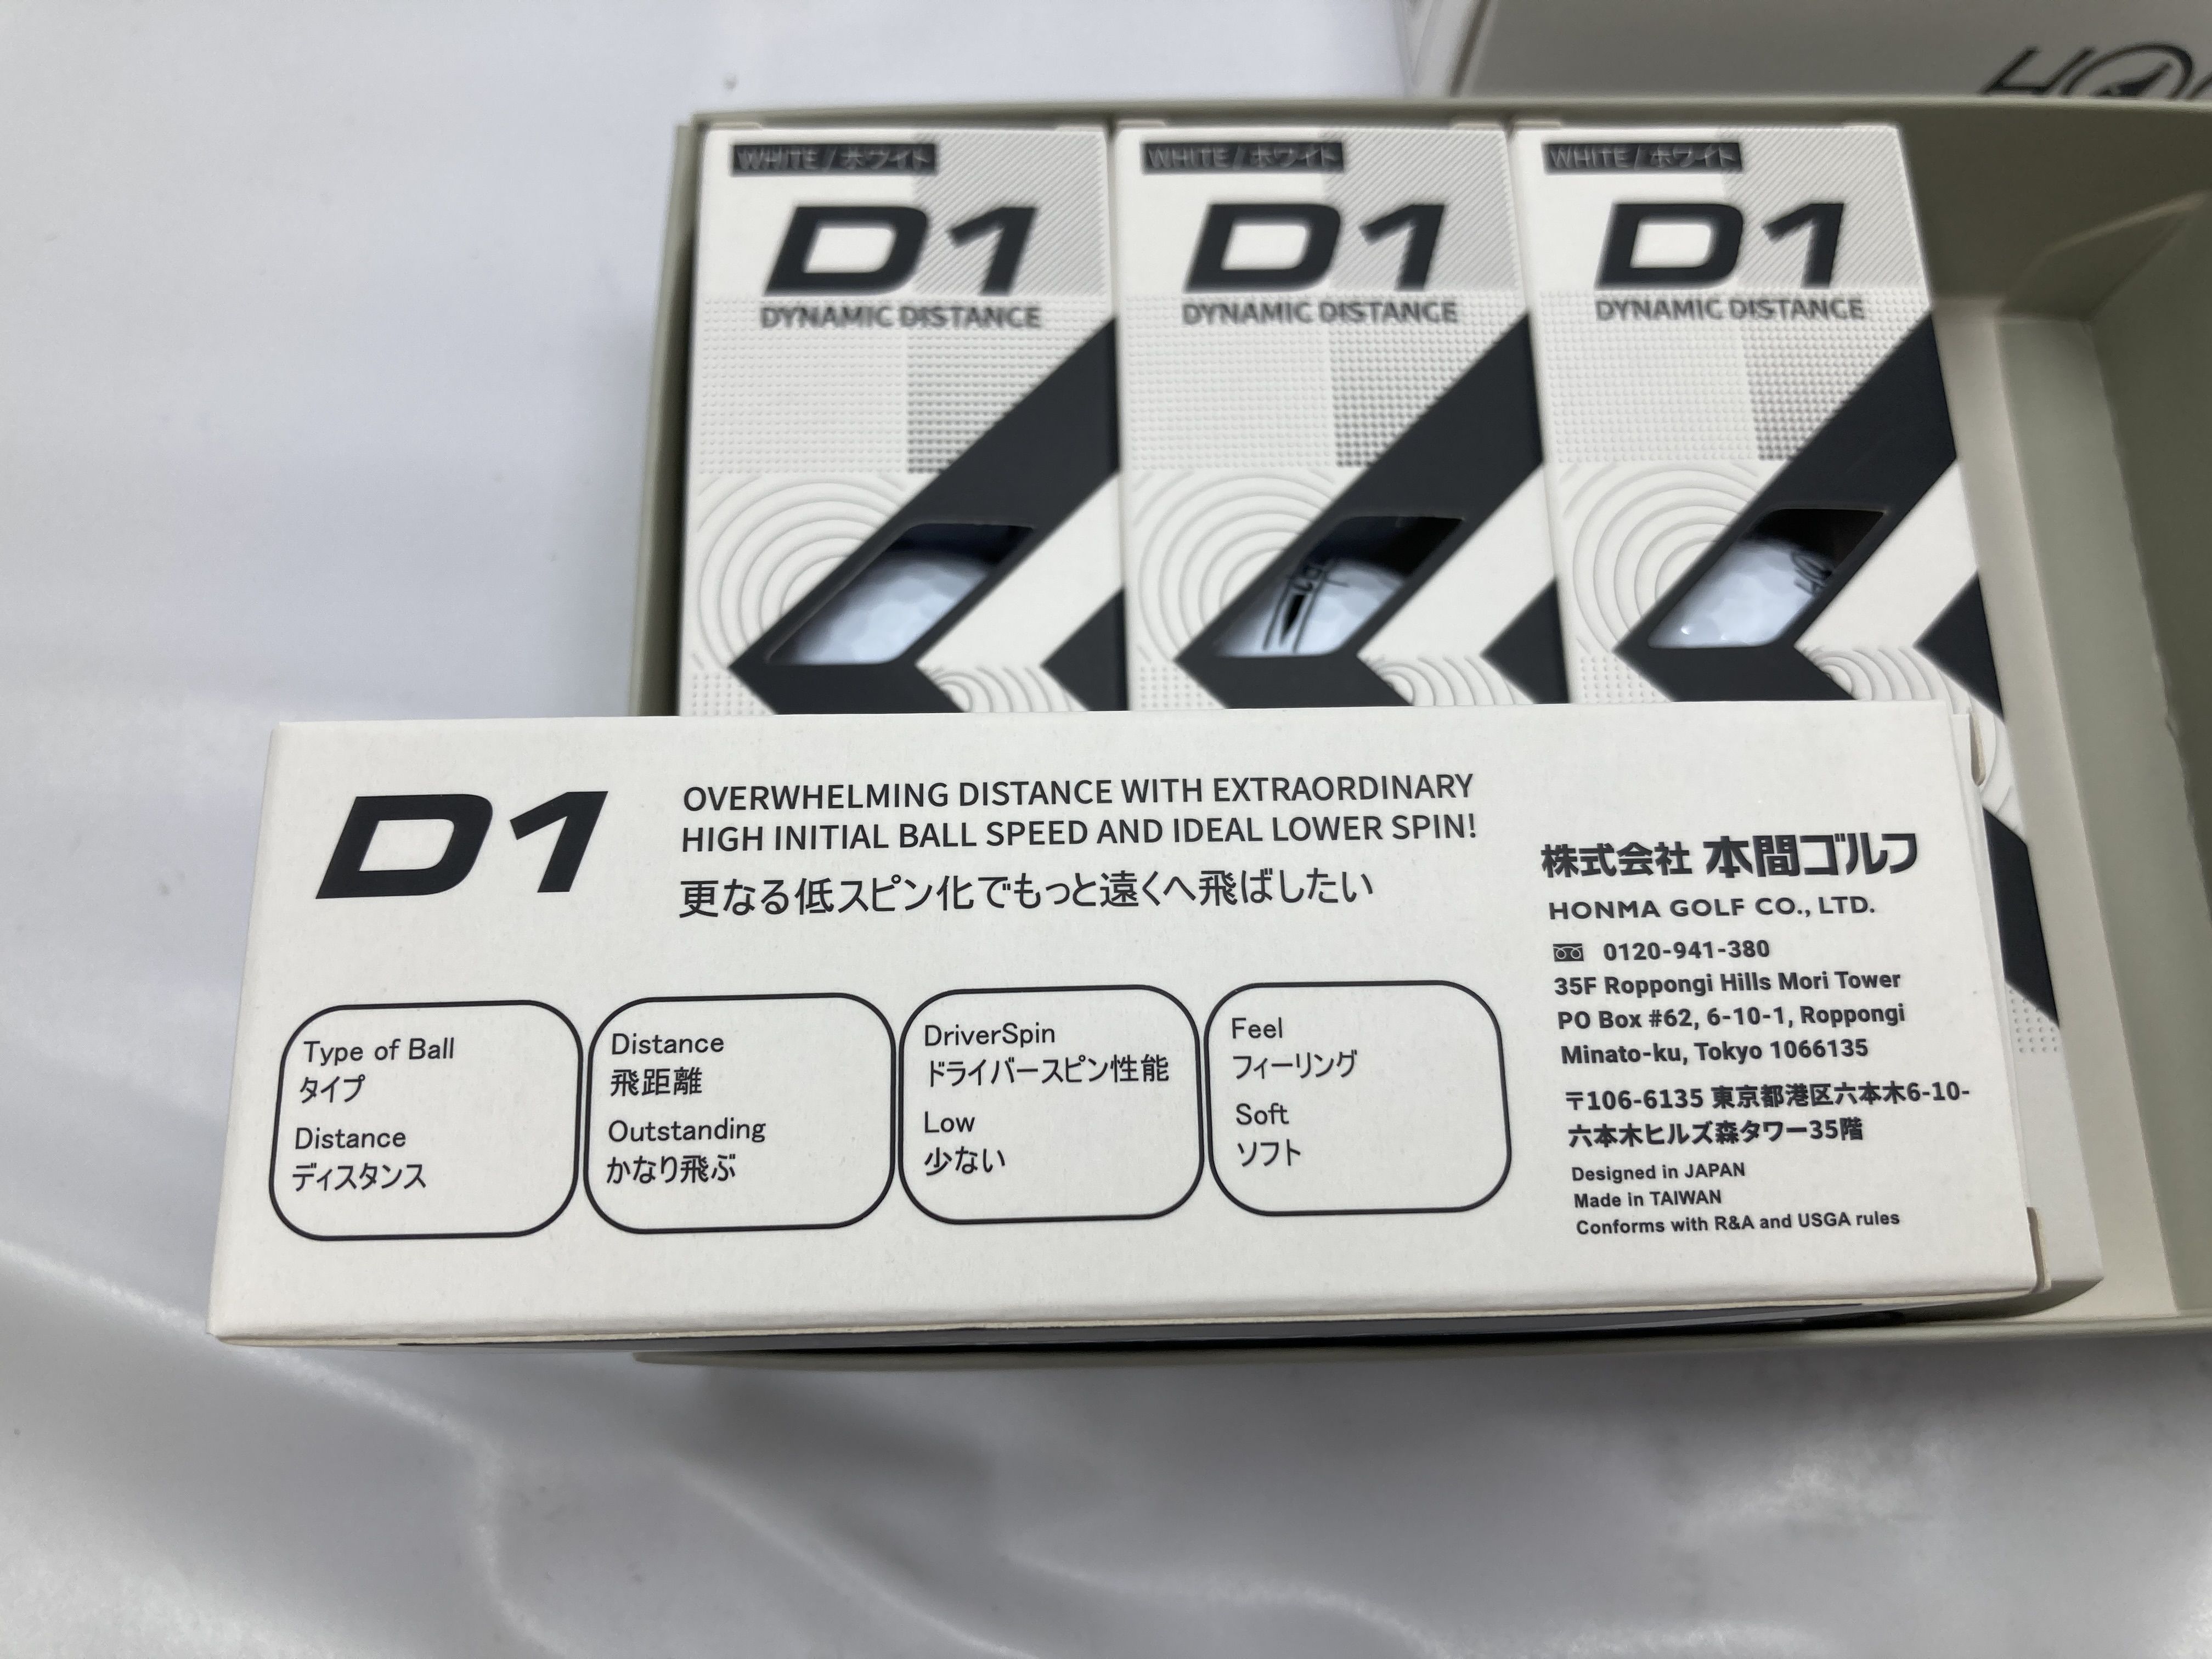 WHITE / ホワイト
D1
DYNAMIC DISTANCE
WHITE / ホワイト
D1
DYNAMIC DISTANCE
WHITE / ホワイト
D1
DYNAMIC DISTANCE
D1
OVERWHELMING DISTANCE WITH EXTRAORDINARY
HIGH INITIAL BALL SPEED AND IDEAL LOWER SPIN!
更なる低スピン化でもっと遠くへ飛ばしたい
Type of Ball
タイプ
Distance
ディスタンス
Distance
飛距離
Outstanding
かなり飛ぶ
DriverSpin
ドライバースピン性能
Low
少ない
Feel
フィーリング
Soft
ソフト
株式会社 本間ゴルフ
HONMA GOLF CO., LTD.
0120-941-380
35F Roppongi Hills Mori Tower
PO Box #62, 6-10-1, Roppongi
Minato-ku, Tokyo 1066135
〒106-6135 東京都港区六本木6-10-
六本木ヒルズ森タワー35階
Designed in JAPAN
Made in TAIWAN
Conforms with R&A and USGA rules